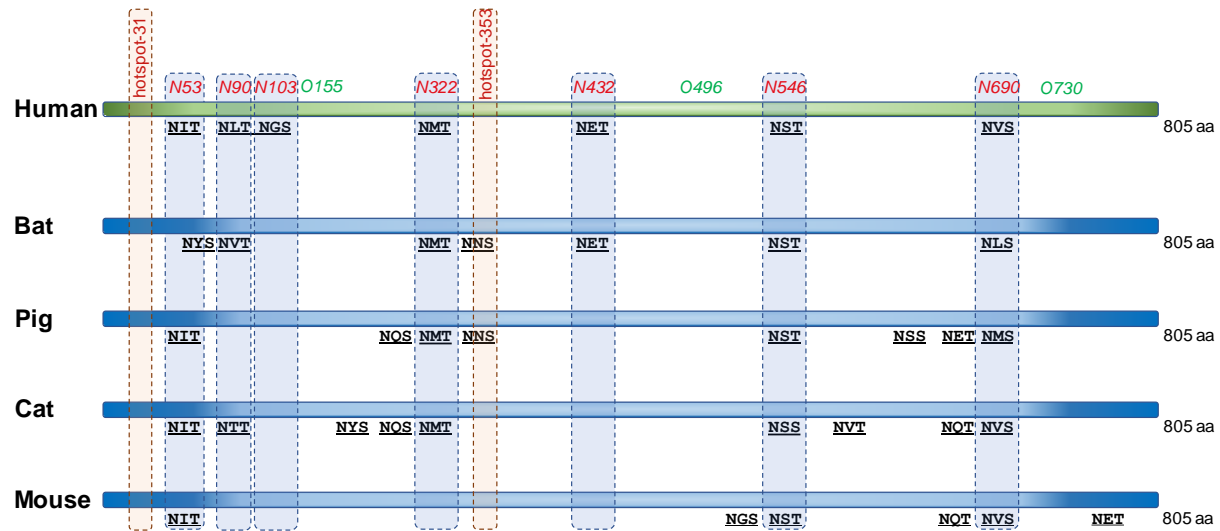 hotspot-31 hotspot-353
N53 N90 N103 O155 N322 N432 O496 N546 N690 O730
Human
NIT NLT NGS NMT NET NST NVS 805 aa
Bat
NYS NVT NMT NNS NET NST NLS 805 aa
Pig
NIT NQS NMT NNS NST NSS NET NMS 805 aa
Cat
NIT NTT NYS NQS NMT NSS NVT NQT NVS 805 aa
Mouse
NIT NGS NST NQT NVS NET 805 aa